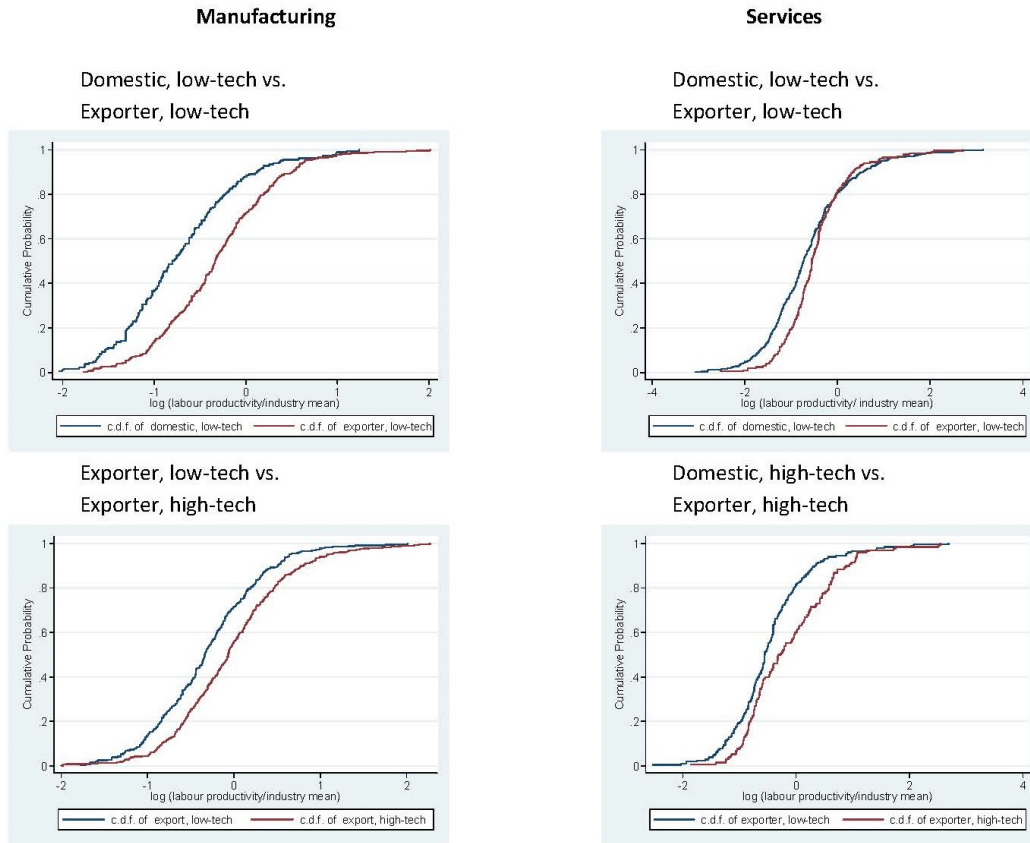 Manufacturing
Services
Domestic, low-tech vs.
Exporter, low-tech
Cumulative Probability
1
.8
.6
.4
.2
0
-2
-1
0
1
2
log (labour productivity/industry mean)
c.d.f. of domestic, low-tech
c.d.f. of exporter, low-tech
Domestic, low-tech vs.
Exporter, low-tech
Cumulative Probability
1
.8
.6
.4
.2
0
-4
-2
0
2
4
log (labour productivity/ industry mean)
c.d.f. of domestic, low-tech
c.d.f. of exporter, low-tech
Exporter, low-tech vs.
Exporter, high-tech
Cumulative Probability
1
.8
.6
.4
.2
0
-2
-1
0
1
2
log (labour productivity/industry mean)
c.d.f. of export, low-tech
c.d.f. of export, high-tech
Domestic, high-tech vs.
Exporter, high-tech
Cumulative Probability
1
.8
.6
.4
.2
0
-2
0
2
4
log (labour productivity/industry mean)
c.d.f. of exporter, low-tech
c.d.f. of exporter, high-tech